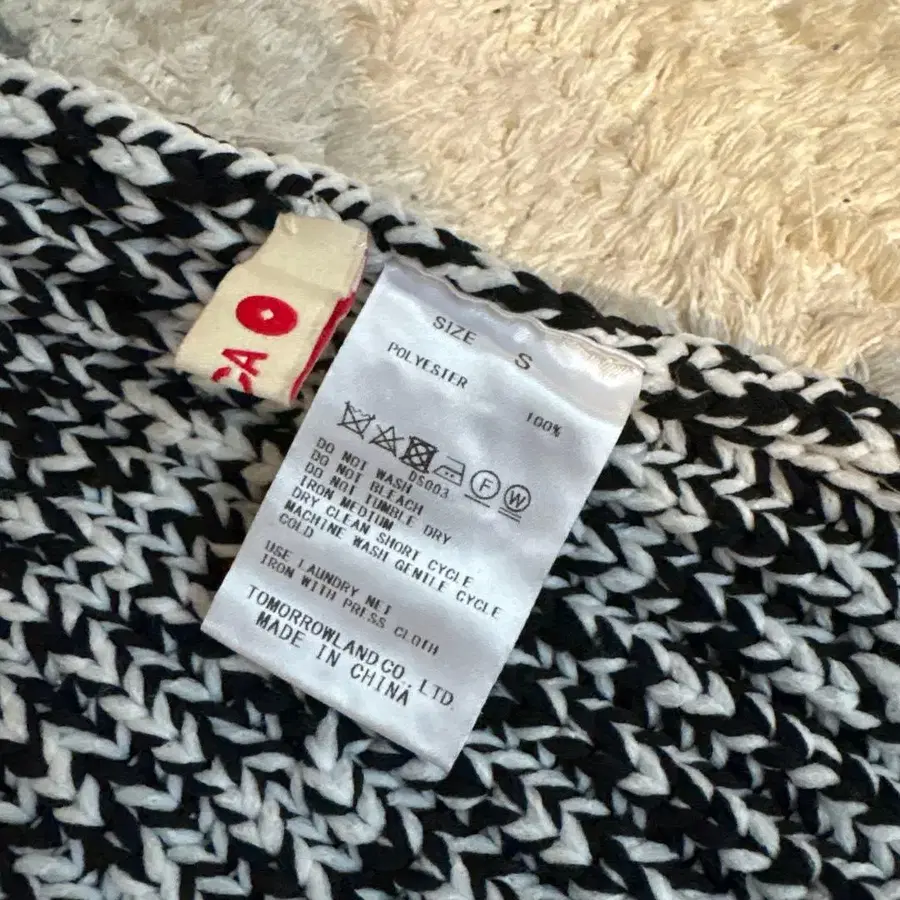 CA
SIZE S
POLYESTER 100%
F W
DS003
DO NOT WASH
DO NOT BLEACH
DO NOT TUMBLE DRY
IRON MEDIUM
DRY CLEAN SHORT CYCLE
MACHINE WASH GENTLE CYCLE
COLD
USE LAUNDRY NET
IRON WITH PRESS CLOTH
TOMORROWLAND CO., LTD.
MADE IN CHINA